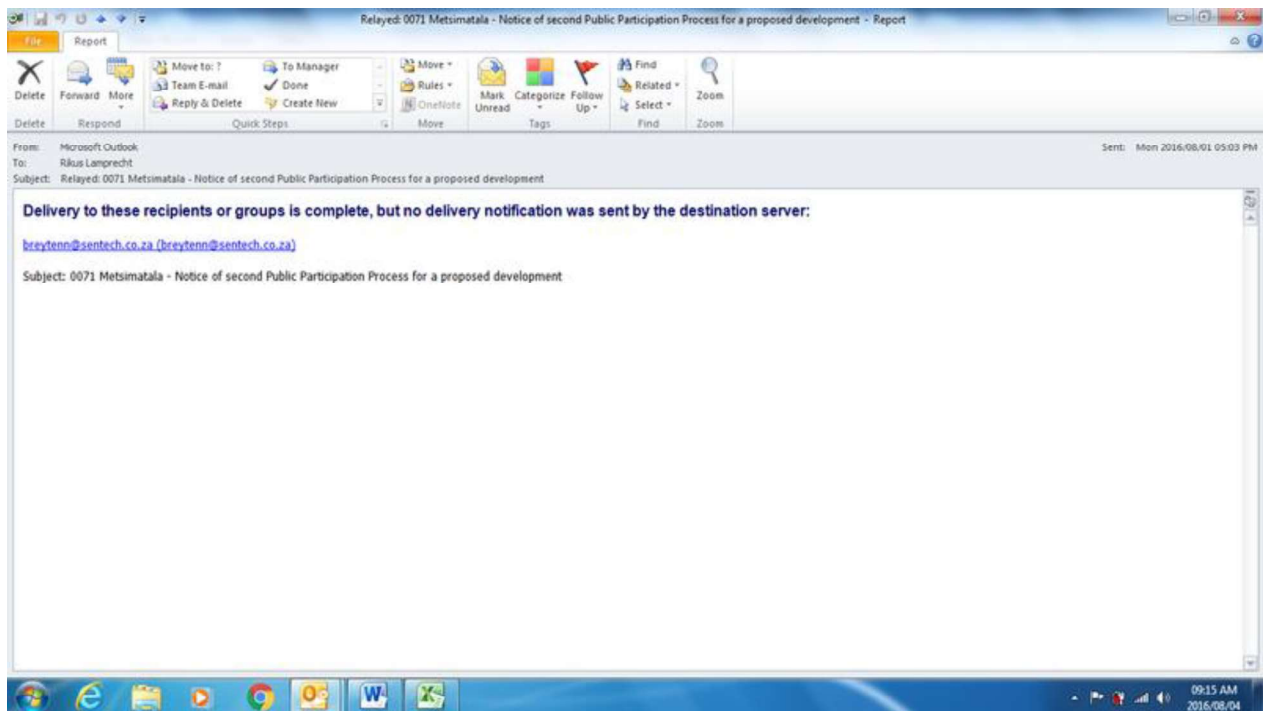 Relayed: 0071 Metsimatala - Notice of second Public Participation Process for a proposed development - Report
File Report
Move to: ? To Manager Move Find
Team E-mail Done Rules Related
Delete Forward More Reply & Delete Create New OneNote Mark Unread Categorize Follow Up Select Zoom
Delete Respond Quick Steps Move Tags Find Zoom
From: Microsoft Outlook Sent: Mon 2016/08/01 05:03 PM
To: Rikus Lamprecht
Subject: Relayed: 0071 Metsimatala - Notice of second Public Participation Process for a proposed development
Delivery to these recipients or groups is complete, but no delivery notification was sent by the destination server:
breytenn@sentech.co.za (breytenn@sentech.co.za)
Subject: 0071 Metsimatala - Notice of second Public Participation Process for a proposed development
09:15 AM
2016/08/04